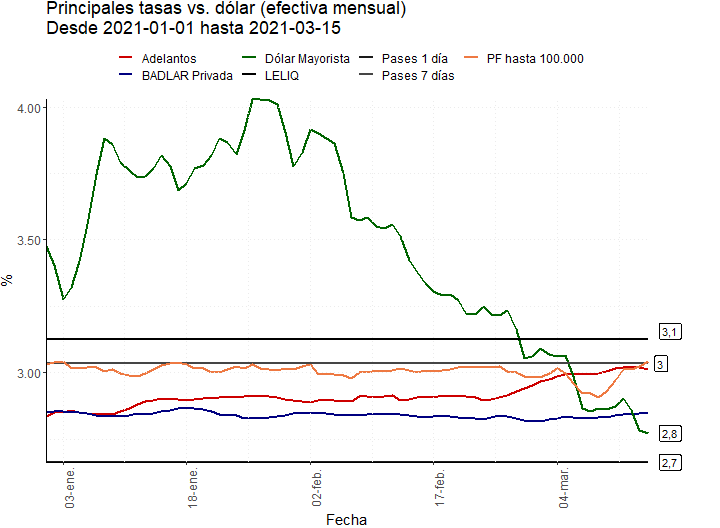 Principales tasas vs. dólar (efectiva mensual)
Desde 2021-01-01 hasta 2021-03-15
Adelantos
Dólar Mayorista
Pases 1 día
PF hasta 100.000
BADLAR Privada
LELIQ
Pases 7 días
4.00
3.50
3.00
%
3,1
3
2,8
2,7
03-ene.
18-ene.
02-feb.
17-feb.
04-mar.
Fecha